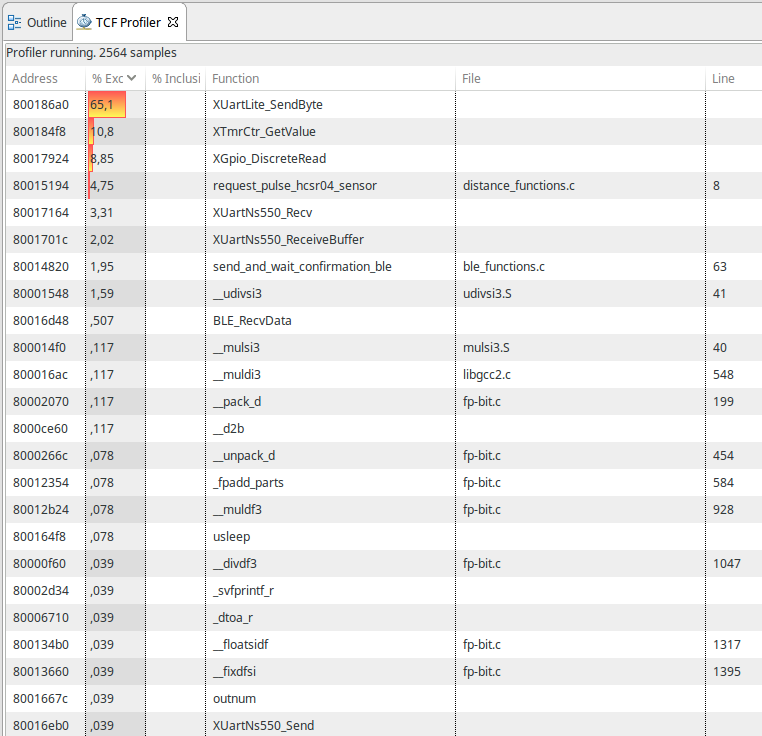 Outline TCF Profiler
Profiler running. 2564 samples
Address % Exc % Inclusi Function File Line
800186a0 65,1 XUartLite_SendByte
800184f8 10,8 XTmrCtr_GetValue
80017924 8,85 XGpio_DiscreteRead
80015194 4,75 request_pulse_hcsr04_sensor distance_functions.c 8
80017164 3,31 XUartNs550_Recv
8001701c 2,02 XUartNs550_ReceiveBuffer
80014820 1,95 send_and_wait_confirmation_ble ble_functions.c 63
80001548 1,59 __udivsi3 udivsi3.S 41
80016d48 ,507 BLE_RecvData
800014f0 ,117 __mulsi3 mulsi3.S 40
800016ac ,117 __muldi3 libgcc2.c 548
80002070 ,117 __pack_d fp-bit.c 199
8000ce60 ,117 __d2b
8000266c ,078 __unpack_d fp-bit.c 454
80012354 ,078 _fpadd_parts fp-bit.c 584
80012b24 ,078 __muldf3 fp-bit.c 928
800164f8 ,078 usleep
80000f60 ,039 __divdf3 fp-bit.c 1047
80002d34 ,039 _svfprintf_r
80006710 ,039 _dtoa_r
800134b0 ,039 __floatsidf fp-bit.c 1317
80013660 ,039 __fixdfsi fp-bit.c 1395
8001667c ,039 outnum
80016eb0 ,039 XUartNs550_Send